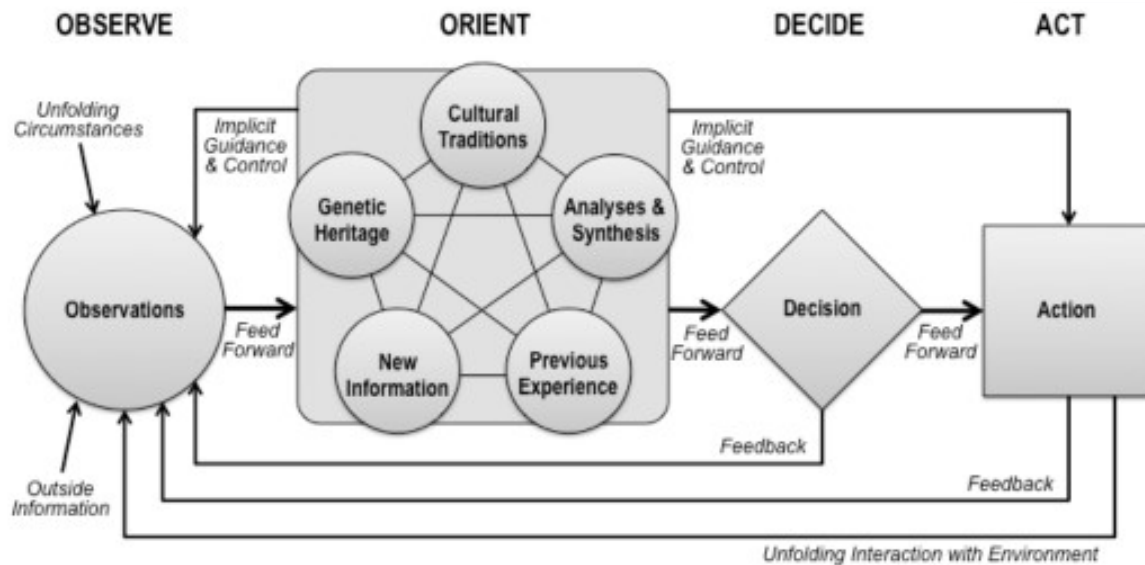 OBSERVE
ORIENT
DECIDE
ACT
Unfolding
Circumstances
Implicit
Guidance
& Control
Cultural
Traditions
Implicit
Guidance
& Control
Genetic
Heritage
Analyses &
Synthesis
Observations
Feed
Forward
New
Information
Previous
Experience
Feed
Forward
Decision
Feed
Forward
Action
Feedback
Outside
Information
Feedback
Unfolding Interaction with Environment